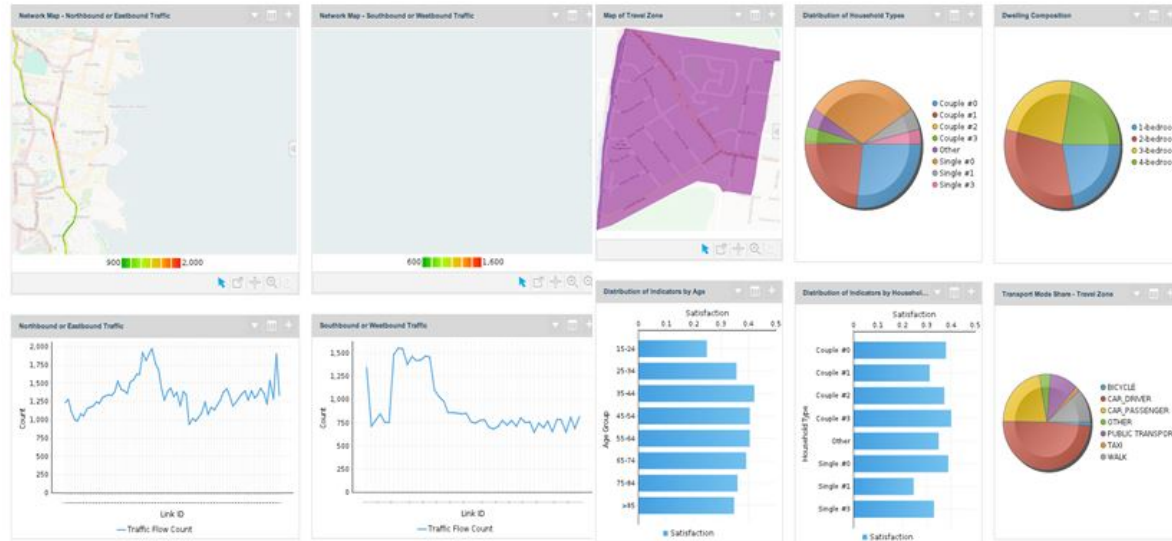 Network Map - Northbound or Eastbound Traffic
Network Map - Southbound or Westbound Traffic
Map of Travel Zone
Distribution of Household Types
Dwelling Composition
900
2,000
600
1,600
Couple #0
Couple #1
Couple #2
Couple #3
Other
Single #0
Single #1
Single #3
1-bedroo
2-bedroo
3-bedroo
4-bedroo
Northbound or Eastbound Traffic
2,000
1,750
1,500
1,250
1,000
750
500
250
0
Count
Link ID
Traffic Flow Count
Southbound or Westbound Traffic
1,500
1,250
1,000
750
500
250
0
Count
Link ID
Traffic Flow Count
Distribution of Indicators by Age
Satisfaction
0 0.1 0.2 0.3 0.4 0.5
15-24
25-34
35-44
45-54
55-64
65-74
75-84
Age Group
Satisfaction
Distribution of Indicators by Househol...
Satisfaction
0 0.1 0.2 0.3 0.4 0.5
Couple #0
Couple #1
Couple #2
Couple #3
Other
Single #0
Single #1
Single #3
Household Type
Satisfaction
Transport Mode Share - Travel Zone
BICYCLE
CAR_DRIVER
CAR_PASSENGER
OTHER
PUBLIC TRANSPOR
TAXI
WALK